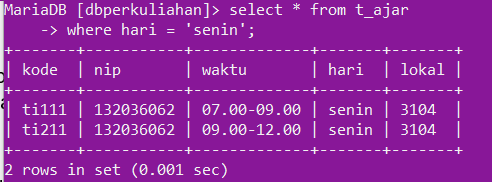 MariaDB [dbperkuliahan]> select * from t_ajar
    -> where hari = 'senin';
+-------+-----------+-------------+-------+-------+
| kode  | nip       | waktu       | hari  | lokal |
+-------+-----------+-------------+-------+-------+
| ti111 | 132036062 | 07.00-09.00 | senin | 3104  |
| ti211 | 132036062 | 09.00-12.00 | senin | 3104  |
+-------+-----------+-------------+-------+-------+
2 rows in set (0.001 sec)